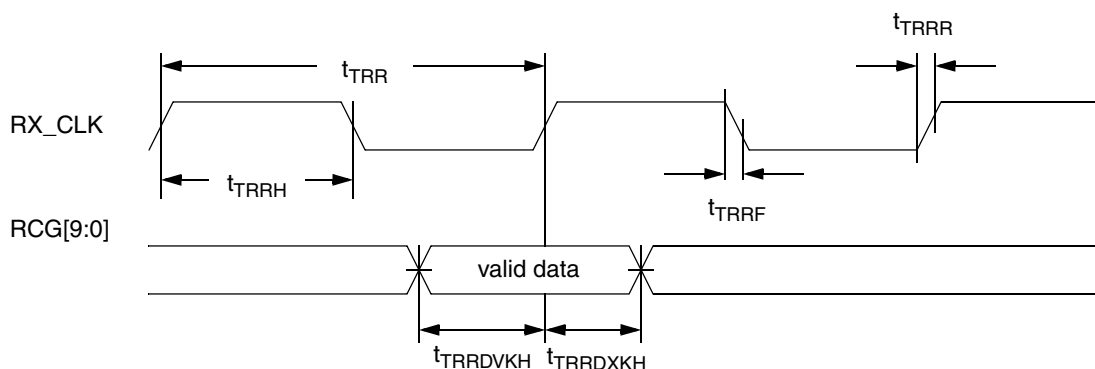 tTRRR
tTRR
RX_CLK
tTRRH
tTRRF
RCG[9:0]
valid data
tTRRDVKH
tTRRDXKH